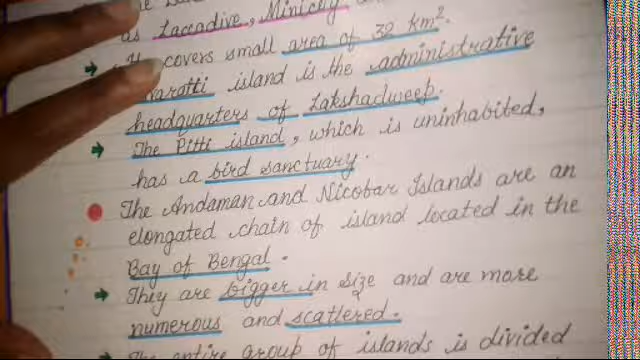 as Laccadive, Minicoy
covers small area of 32 km².
island is the administrative
headquarters of Lakshadweep.
The Pitti island, which is uninhabited,
has a bird sanctuary.
The Andaman and Nicobar Islands are an
elongated chain of island located in the
Bay of Bengal.
They are bigger in size and are more
numerous and scattered.
The entire group of islands is divided